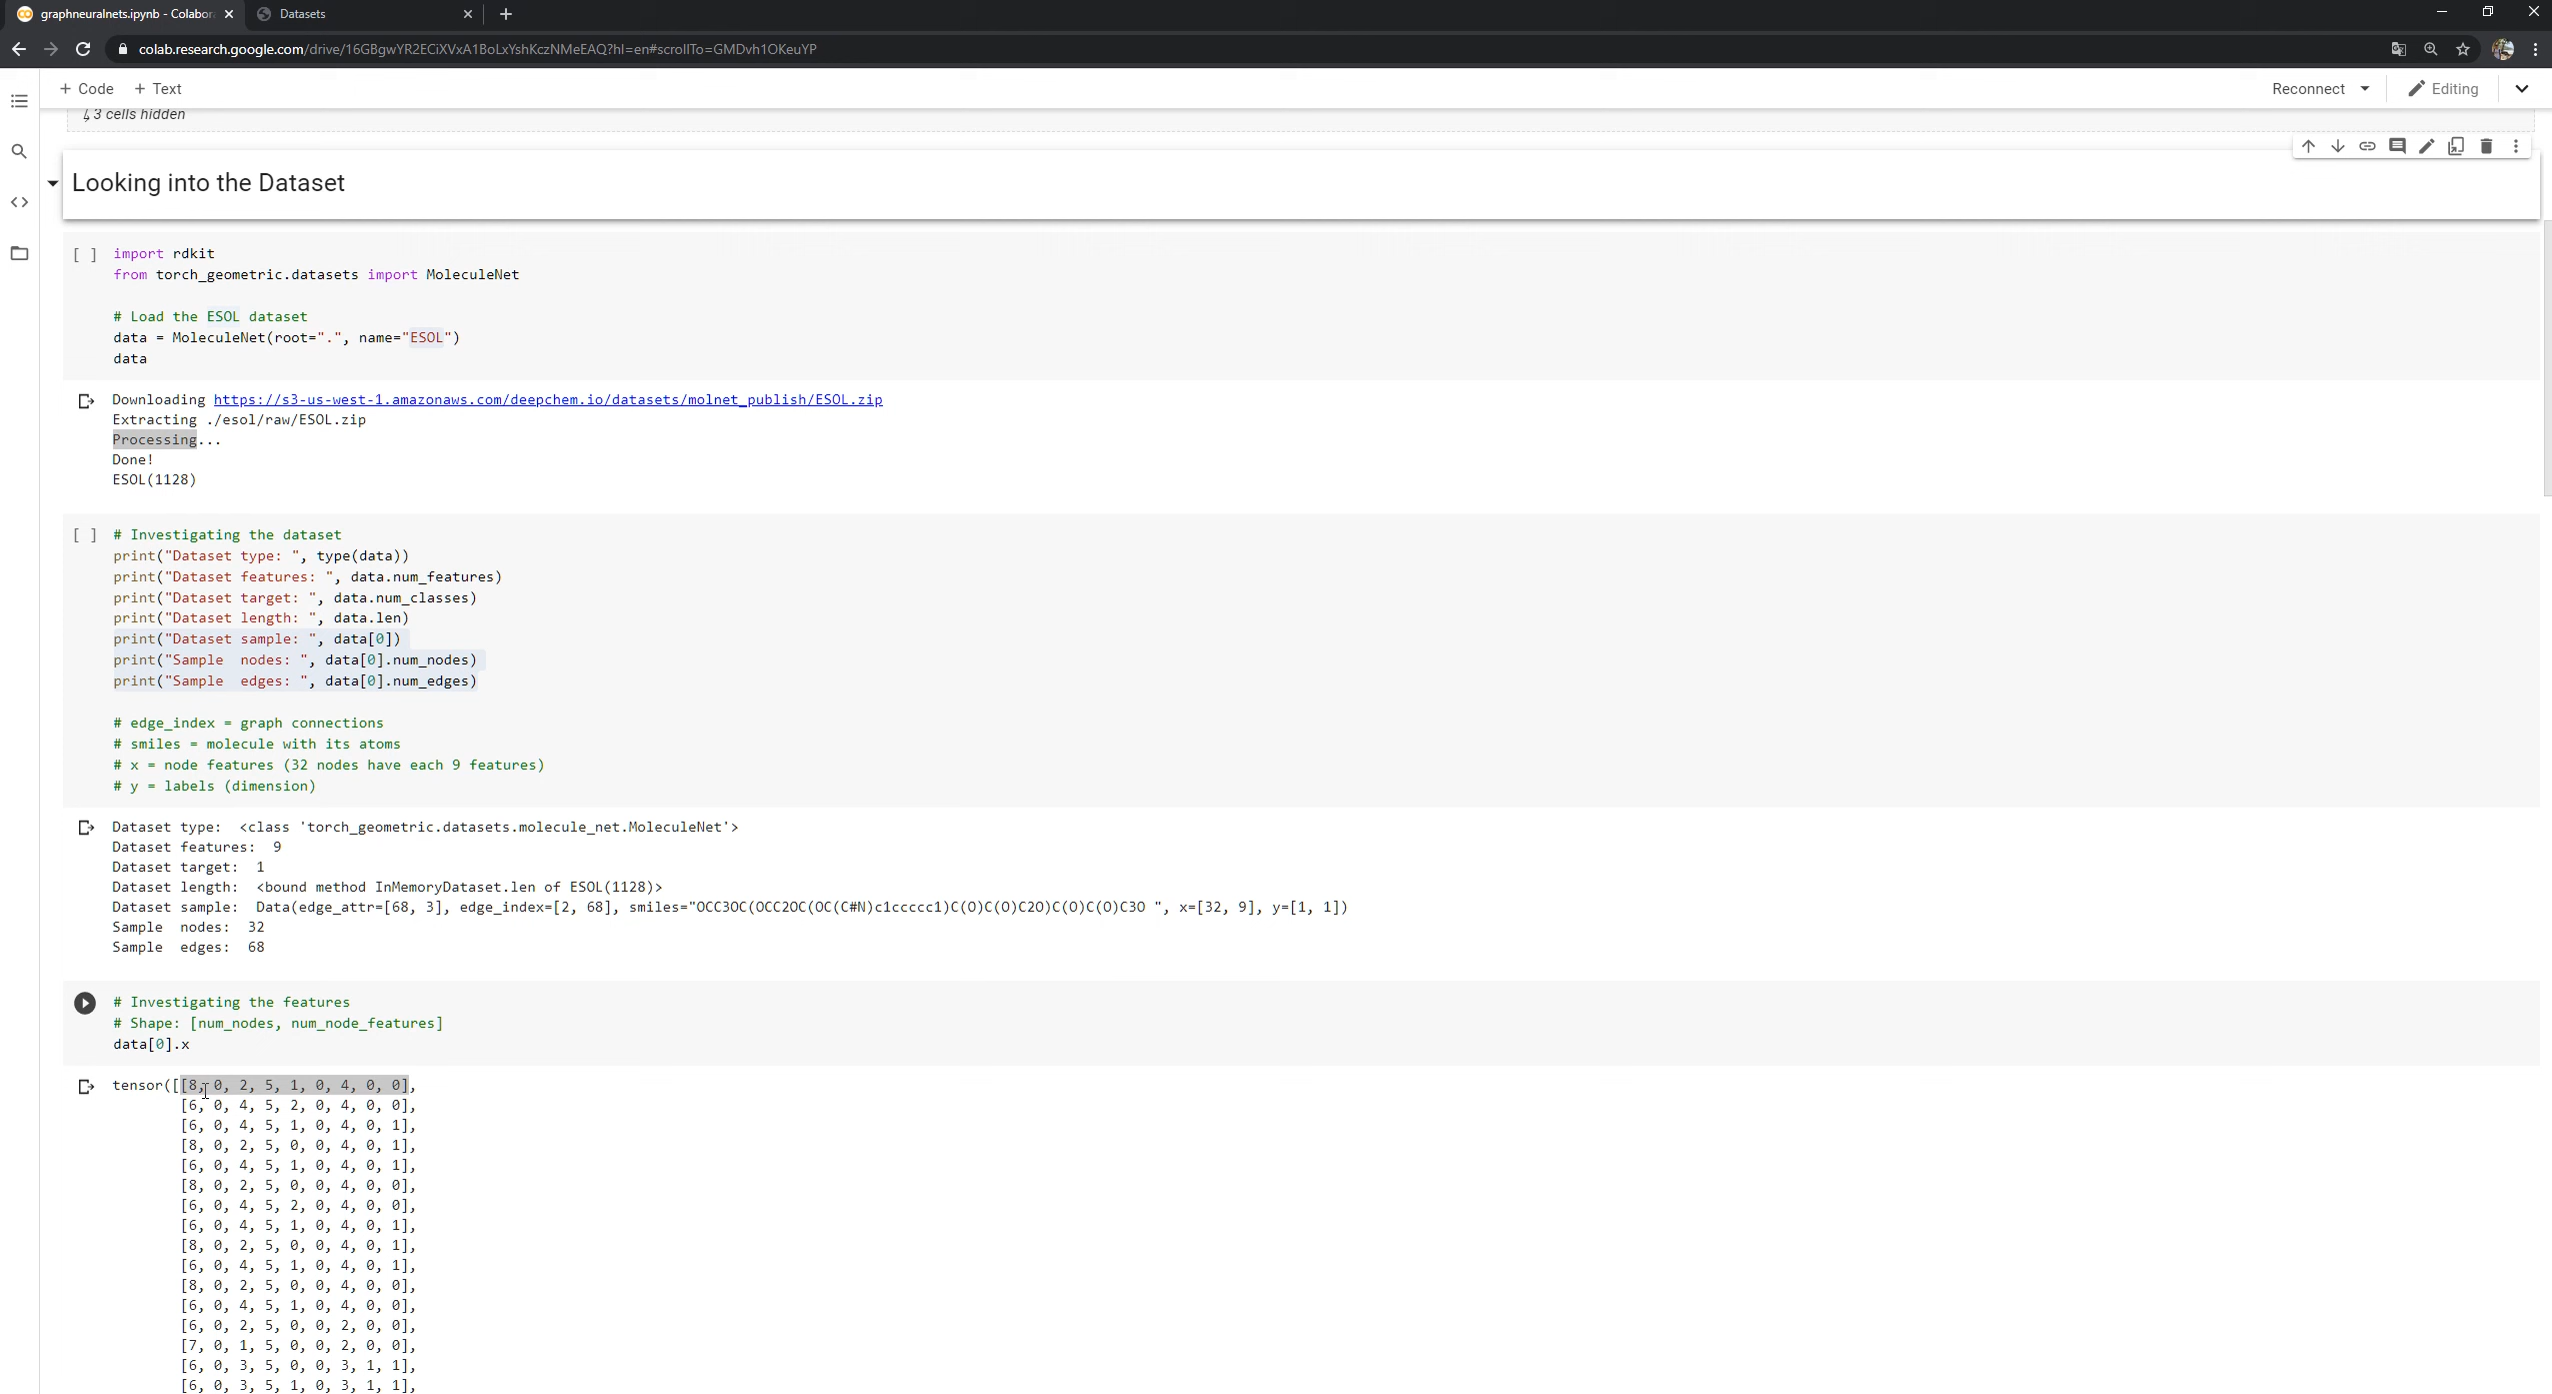 graphneuralnets.ipynb - Colabor
Datasets
colab.research.google.com/drive/16GBgwYR2ECiXVxA1BoLxYshKczNMeEAQ?hl=en#scrollTo=GMDvh1OKeuYP
+ Code + Text
Reconnect
Editing
3 cells hidden
Looking into the Dataset
[ ] import rdkit
from torch_geometric.datasets import MoleculeNet
# Load the ESOL dataset
data = MoleculeNet(root=".", name="ESOL")
data
Downloading https://s3-us-west-1.amazonaws.com/deepchem.io/datasets/molnet_publish/ESOL.zip
Extracting ./esol/raw/ESOL.zip
Processing...
Done!
ESOL(1128)
[ ] # Investigating the dataset
print("Dataset type: ", type(data))
print("Dataset features: ", data.num_features)
print("Dataset target: ", data.num_classes)
print("Dataset length: ", data.len)
print("Dataset sample: ", data[0])
print("Sample  nodes: ", data[0].num_nodes)
print("Sample  edges: ", data[0].num_edges)
# edge_index = graph connections
# smiles = molecule with its atoms
# x = node features (32 nodes have each 9 features)
# y = labels (dimension)
Dataset type:  <class 'torch_geometric.datasets.molecule_net.MoleculeNet'>
Dataset features:  9
Dataset target:  1
Dataset length:  <bound method InMemoryDataset.len of ESOL(1128)>
Dataset sample:  Data(edge_attr=[68, 3], edge_index=[2, 68], smiles="OCC3OC(OCC2OC(OC(C#N)c1ccccc1)C(O)C(O)C2O)C(O)C(O)C3O ", x=[32, 9], y=[1, 1])
Sample  nodes:  32
Sample  edges:  68
# Investigating the features
# Shape: [num_nodes, num_node_features]
data[0].x
tensor([[8, 0, 2, 5, 1, 0, 4, 0, 0],
[6, 0, 4, 5, 2, 0, 4, 0, 0],
[6, 0, 4, 5, 1, 0, 4, 0, 1],
[8, 0, 2, 5, 0, 0, 4, 0, 1],
[6, 0, 4, 5, 1, 0, 4, 0, 1],
[8, 0, 2, 5, 0, 0, 4, 0, 0],
[6, 0, 4, 5, 2, 0, 4, 0, 0],
[6, 0, 4, 5, 1, 0, 4, 0, 1],
[8, 0, 2, 5, 0, 0, 4, 0, 1],
[6, 0, 4, 5, 1, 0, 4, 0, 1],
[8, 0, 2, 5, 0, 0, 4, 0, 0],
[6, 0, 4, 5, 1, 0, 4, 0, 0],
[6, 0, 2, 5, 0, 0, 2, 0, 0],
[7, 0, 1, 5, 0, 0, 2, 0, 0],
[6, 0, 3, 5, 0, 0, 3, 1, 1],
[6, 0, 3, 5, 1, 0, 3, 1, 1],